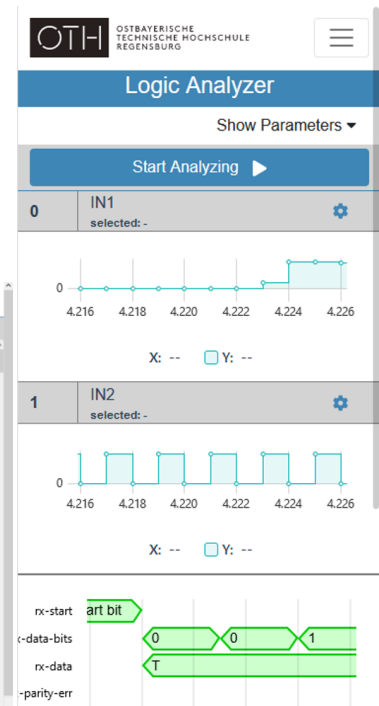 OTH
OSTBAYERISCHE
TECHNISCHE HOCHSCHULE
REGENSBURG
Logic Analyzer
Show Parameters
Start Analyzing
0
IN1
selected: -
0
4.216 4.218 4.220 4.222 4.224 4.226
X: -- Y: --
1
IN2
selected: -
0
4.216 4.218 4.220 4.222 4.224 4.226
X: -- Y: --
rx-start art bit
x-data-bits 0 0 1
rx-data T
-parity-err